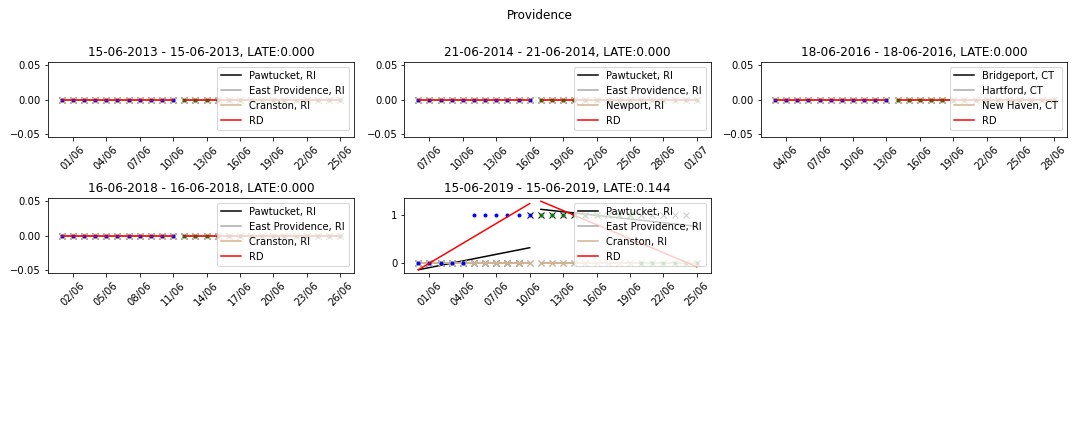 Providence
15-06-2013 - 15-06-2013, LATE:0.000
0.05
0.00
−0.05
Pawtucket, RI
East Providence, RI
Cranston, RI
RD
01/06 04/06 07/06 10/06 13/06 16/06 19/06 22/06 25/06
21-06-2014 - 21-06-2014, LATE:0.000
Pawtucket, RI
East Providence, RI
Newport, RI
RD
07/06 10/06 13/06 16/06 19/06 22/06 25/06 28/06 01/07
18-06-2016 - 18-06-2016, LATE:0.000
0.05
0.00
−0.05
Bridgeport, CT
Hartford, CT
New Haven, CT
RD
04/06 07/06 10/06 13/06 16/06 19/06 22/06 25/06 28/06
16-06-2018 - 16-06-2018, LATE:0.000
0.05
0.00
−0.05
Pawtucket, RI
East Providence, RI
Cranston, RI
RD
02/06 05/06 08/06 11/06 14/06 17/06 20/06 23/06 26/06
15-06-2019 - 15-06-2019, LATE:0.144
1
0
Pawtucket, RI
East Providence, RI
Cranston, RI
RD
01/06 04/06 07/06 10/06 13/06 16/06 19/06 22/06 25/06